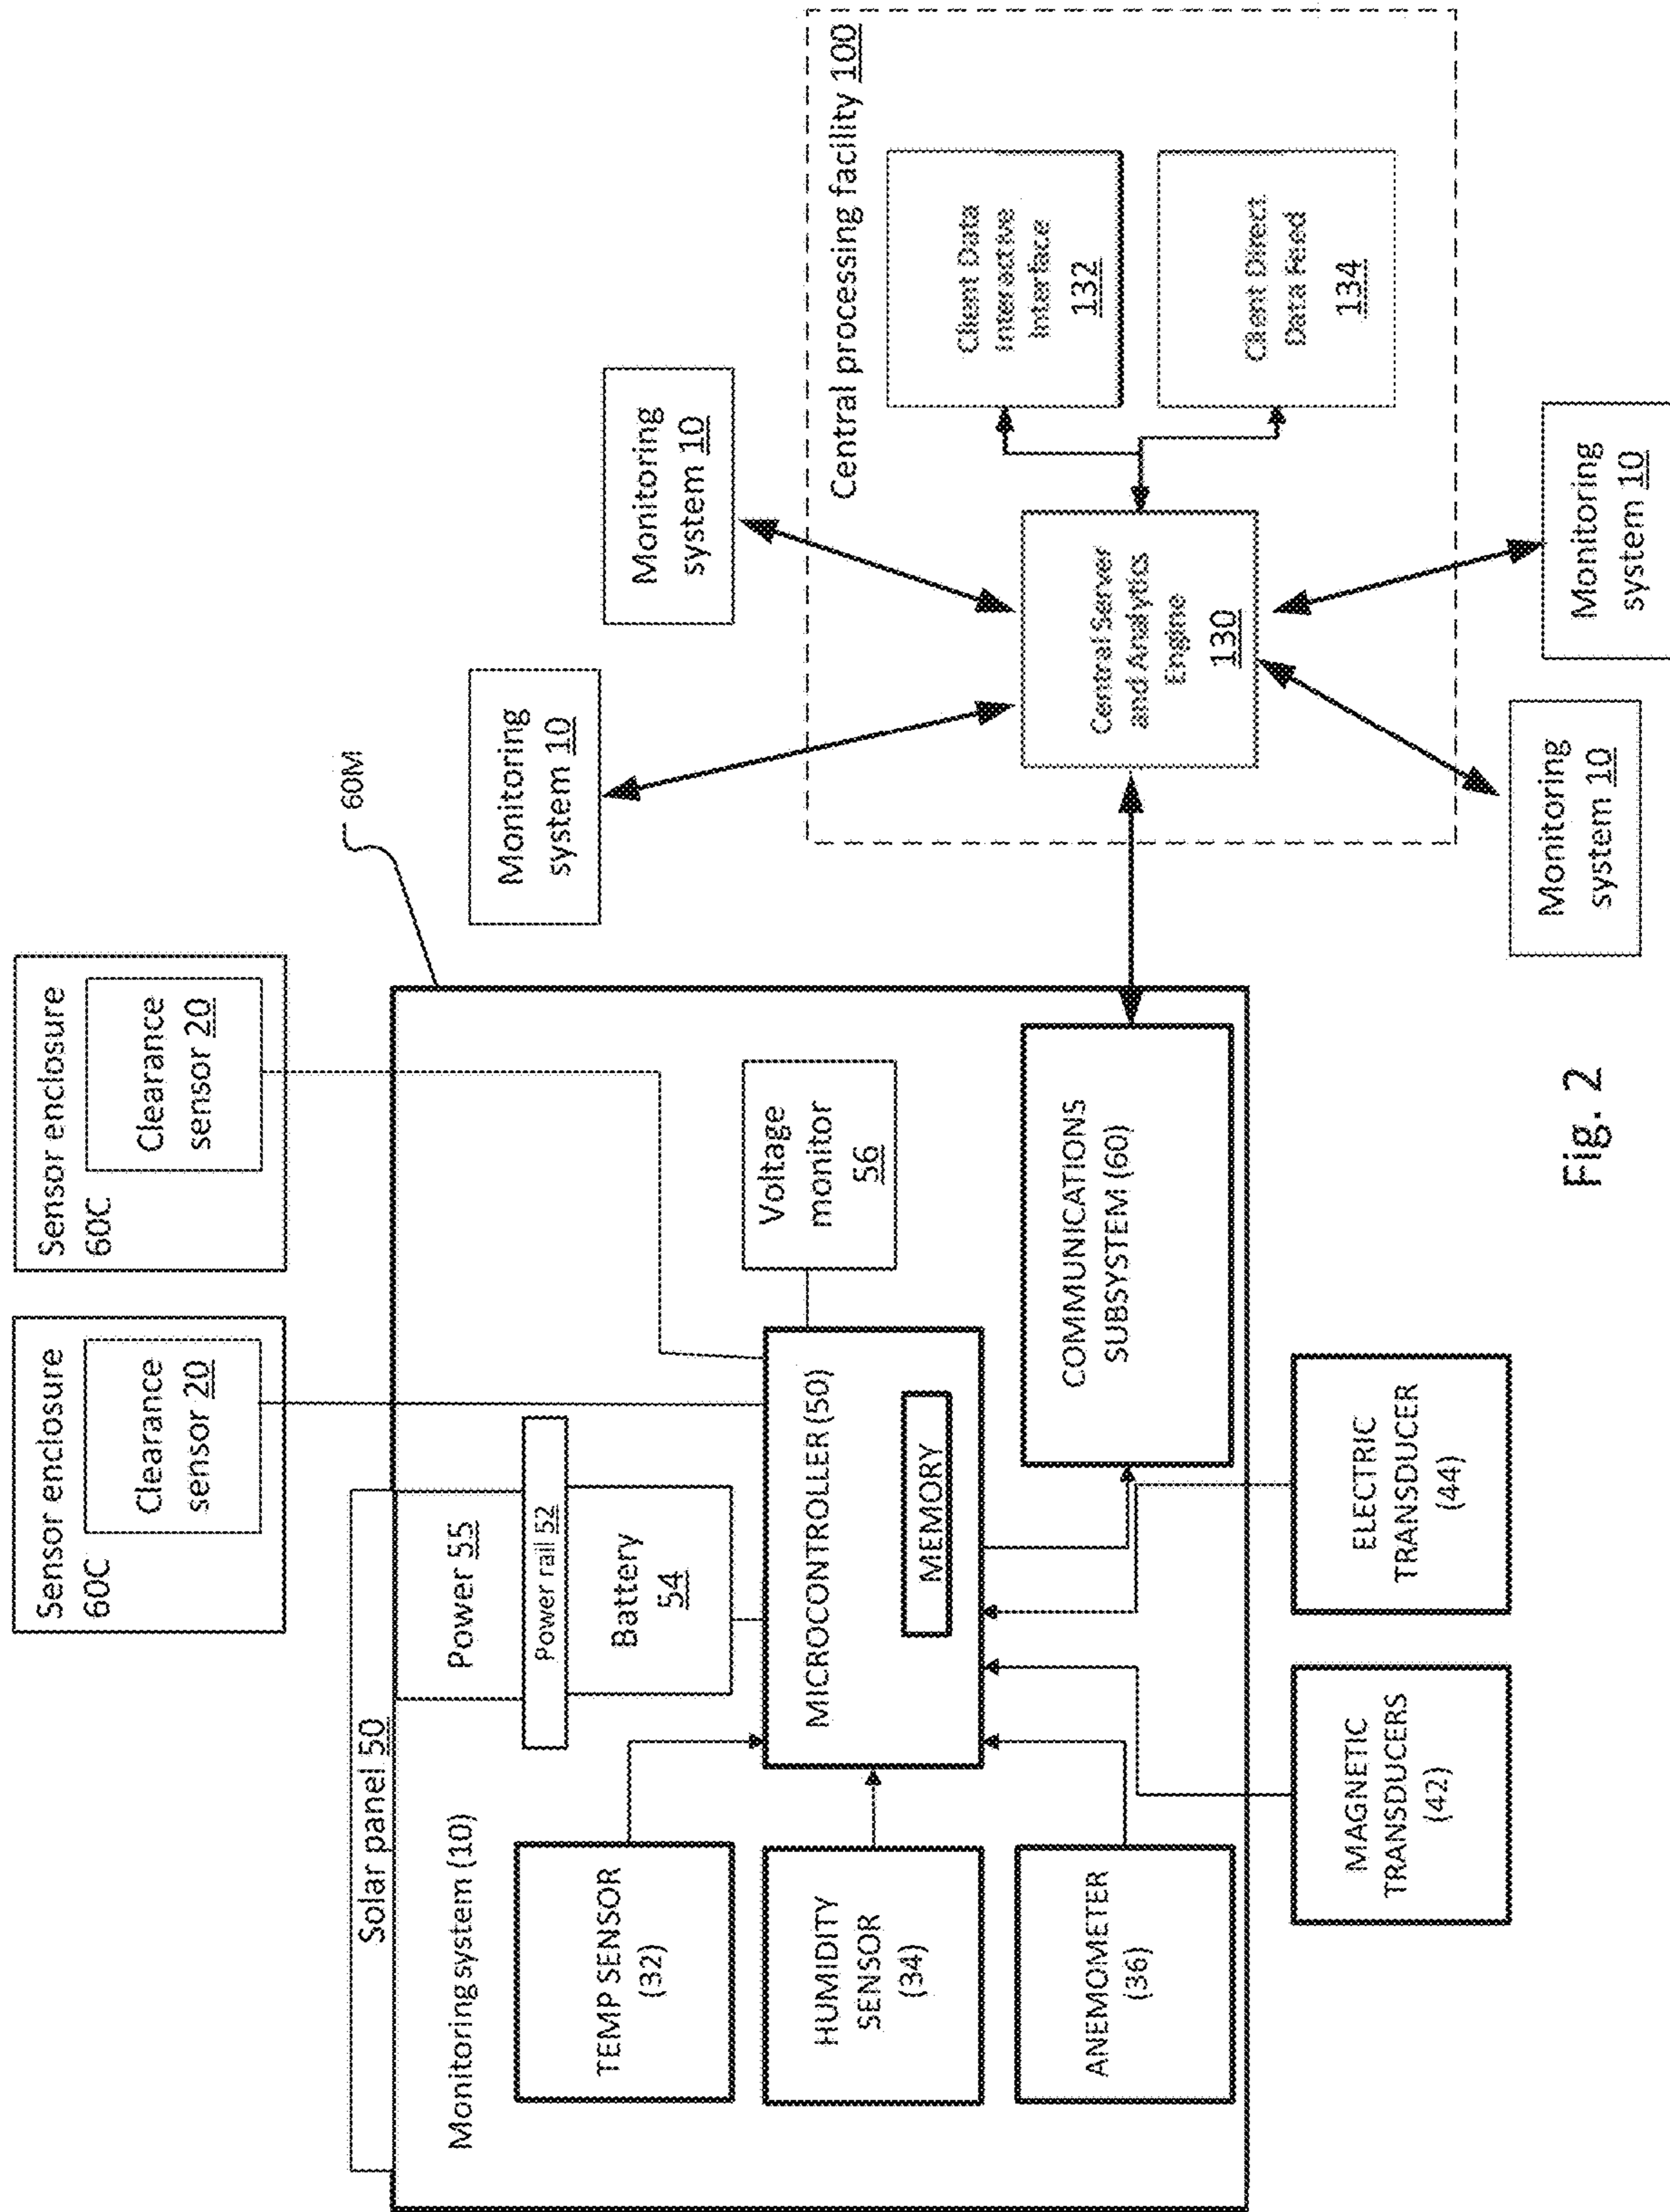 Sensor enclosure
60C
Clearance
sensor 20
Sensor enclosure
60C
Clearance
sensor 20
60M
Solar panel 50
Monitoring system (10)
Power 55
Power rail 52
Battery
54
TEMP SENSOR
(32)
HUMIDITY
SENSOR
(34)
ANEMOMETER
(36)
MICROCONTROLLER (50)
MEMORY
Voltage
monitor
56
COMMUNICATIONS
SUBSYSTEM (60)
MAGNETIC
TRANSDUCERS
(42)
ELECTRIC
TRANSDUCER
(44)
Monitoring
system 10
Monitoring
system 10
Central processing facility 100
Central Server
and Analytics
Engine
130
Client Data
Interactive
Interface
132
Client Direct
Data Feed
134
Monitoring
system 10
Monitoring
system 10
Fig. 2